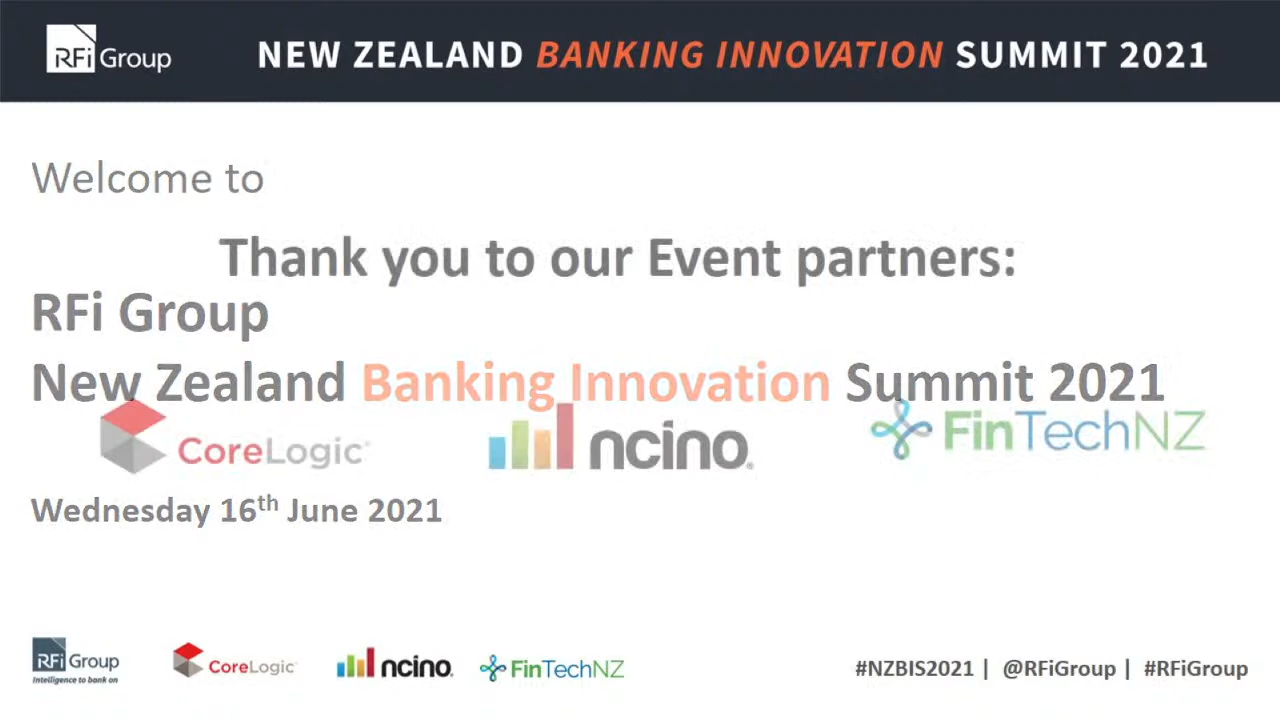 RFi Group
NEW ZEALAND BANKING INNOVATION SUMMIT 2021
Welcome to
Thank you to our Event partners:
RFi Group
New Zealand Banking Innovation Summit 2021
CoreLogic
ncino®
FinTechNZ
Wednesday 16th June 2021
RFi Group
Intelligence to bank on
CoreLogic
ncino
FinTechNZ
#NZBIS2021 | @RFiGroup | #RFiGroup